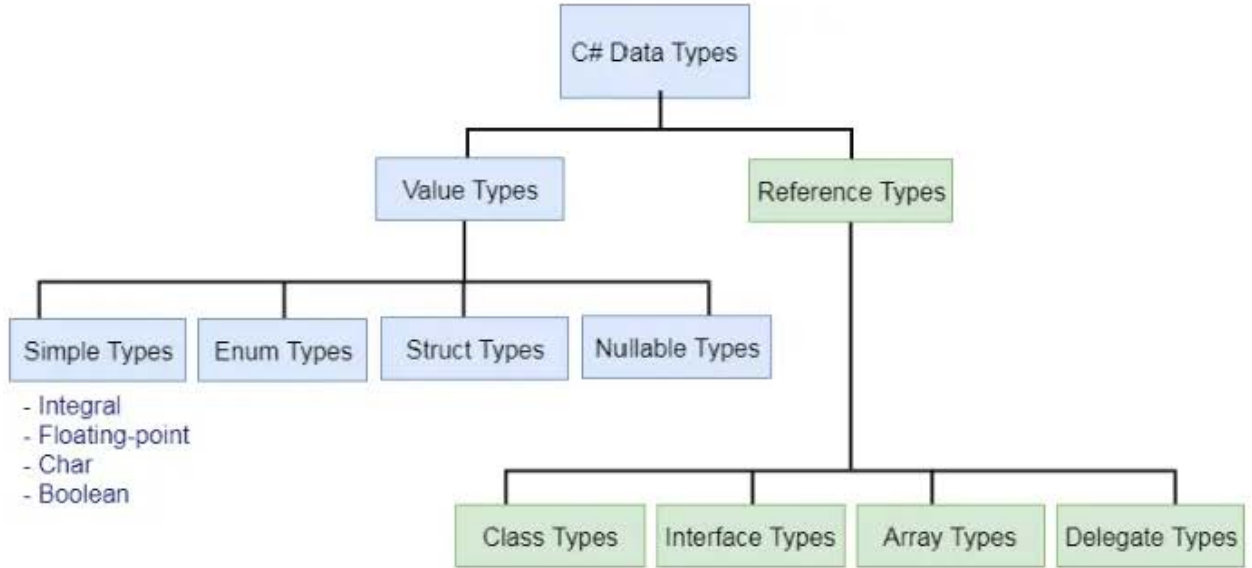 C# Data Types
Value Types
Reference Types
Simple Types
Enum Types
Struct Types
Nullable Types
- Integral
- Floating-point
- Char
- Boolean
Class Types
Interface Types
Array Types
Delegate Types